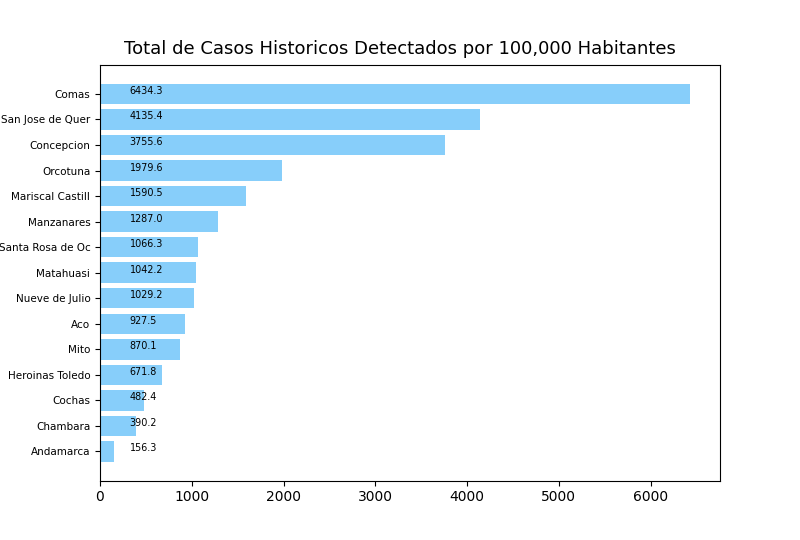 Total de Casos Historicos Detectados por 100,000 Habitantes
Comas 6434.3
San Jose de Quer 4135.4
Concepcion 3755.6
Orcotuna 1979.6
Mariscal Castill 1590.5
Manzanares 1287.0
Santa Rosa de Oc 1066.3
Matahuasi 1042.2
Nueve de Julio 1029.2
Aco 927.5
Mito 870.1
Heroinas Toledo 671.8
Cochas 482.4
Chambara 390.2
Andamarca 156.3
0 1000 2000 3000 4000 5000 6000